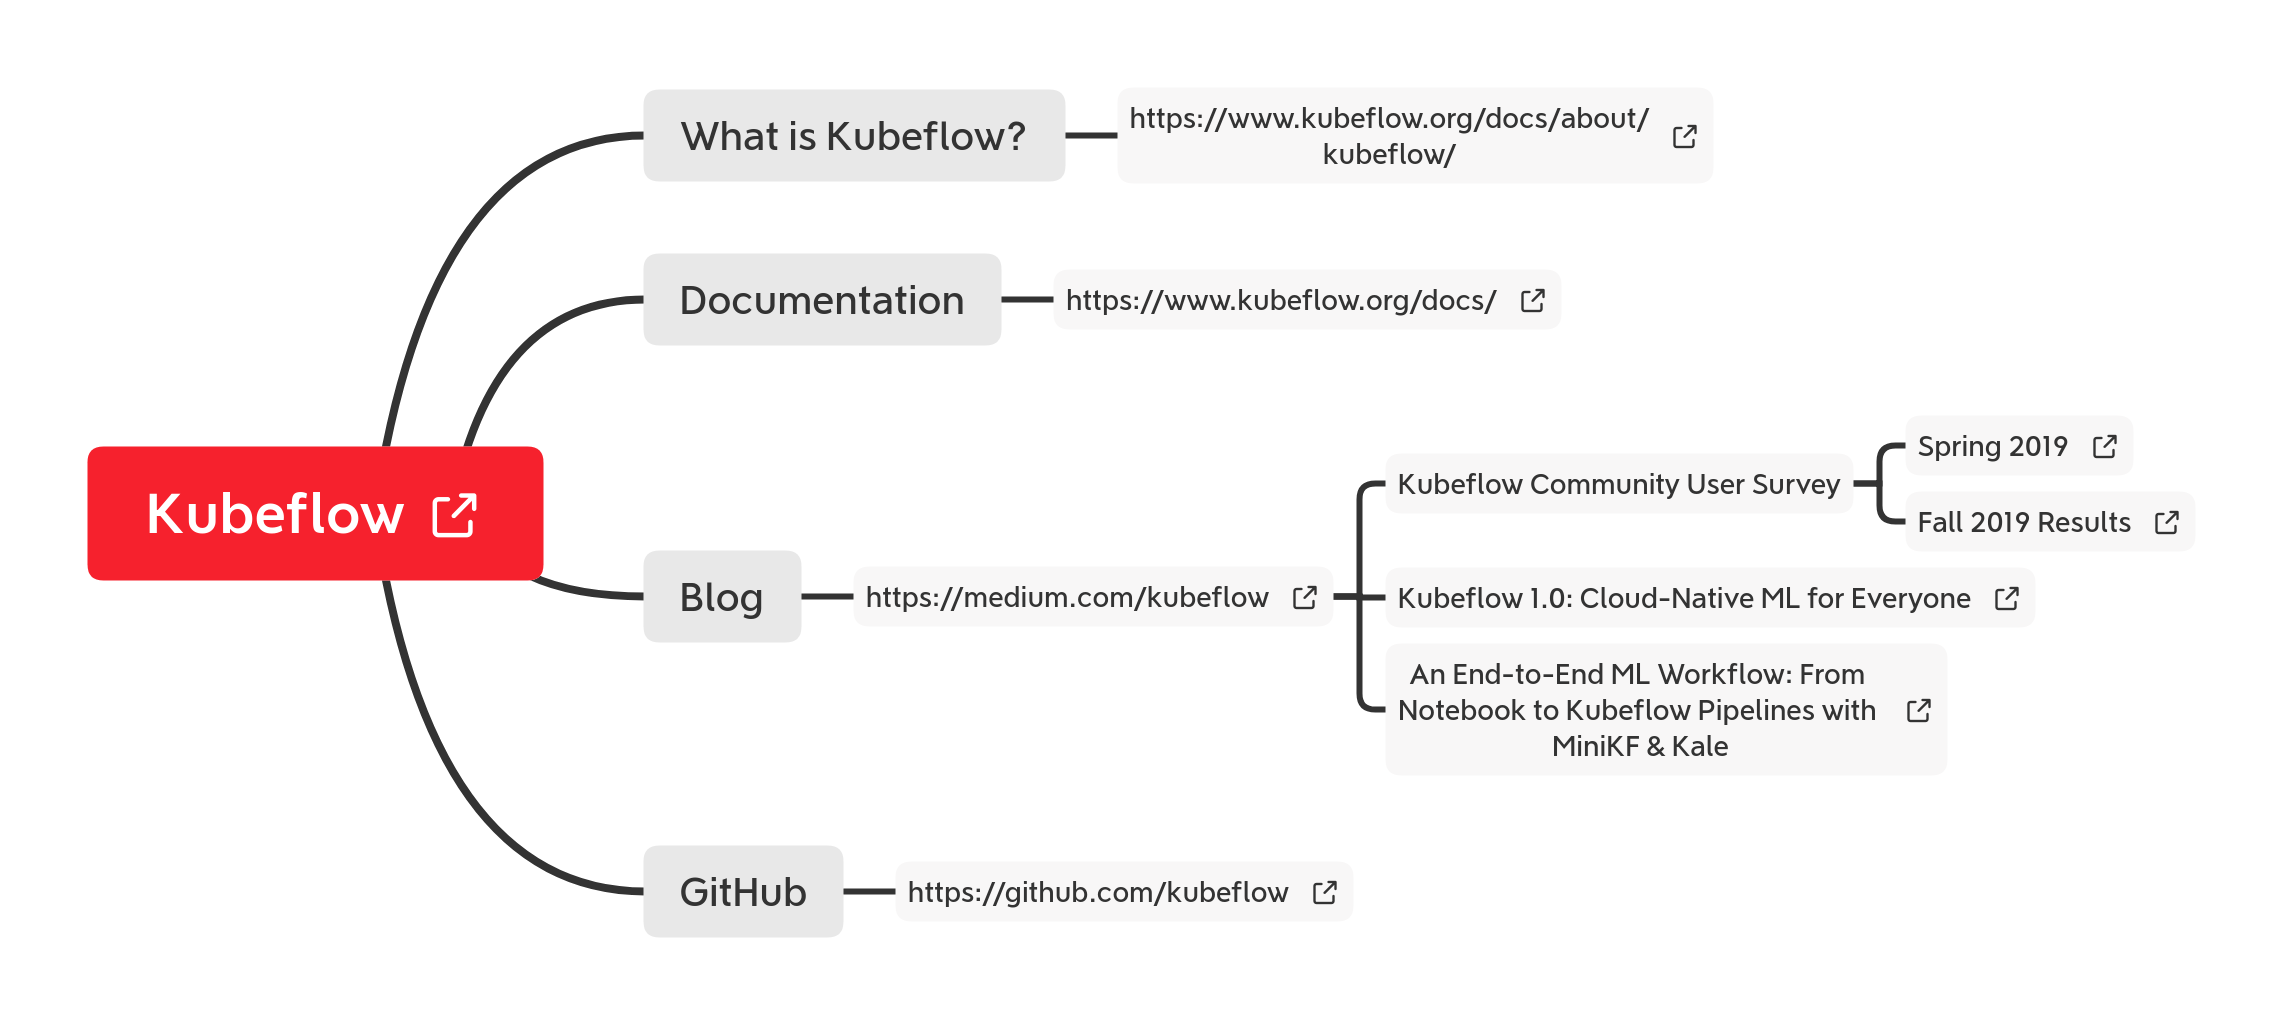 What is Kubeflow?
https://www.kubeflow.org/docs/about/
kubeflow/
Documentation
https://www.kubeflow.org/docs/
Kubeflow
Blog
https://medium.com/kubeflow
Kubeflow Community User Survey
Spring 2019
Fall 2019 Results
Kubeflow 1.0: Cloud-Native ML for Everyone
An End-to-End ML Workflow: From
Notebook to Kubeflow Pipelines with
MiniKF & Kale
GitHub
https://github.com/kubeflow